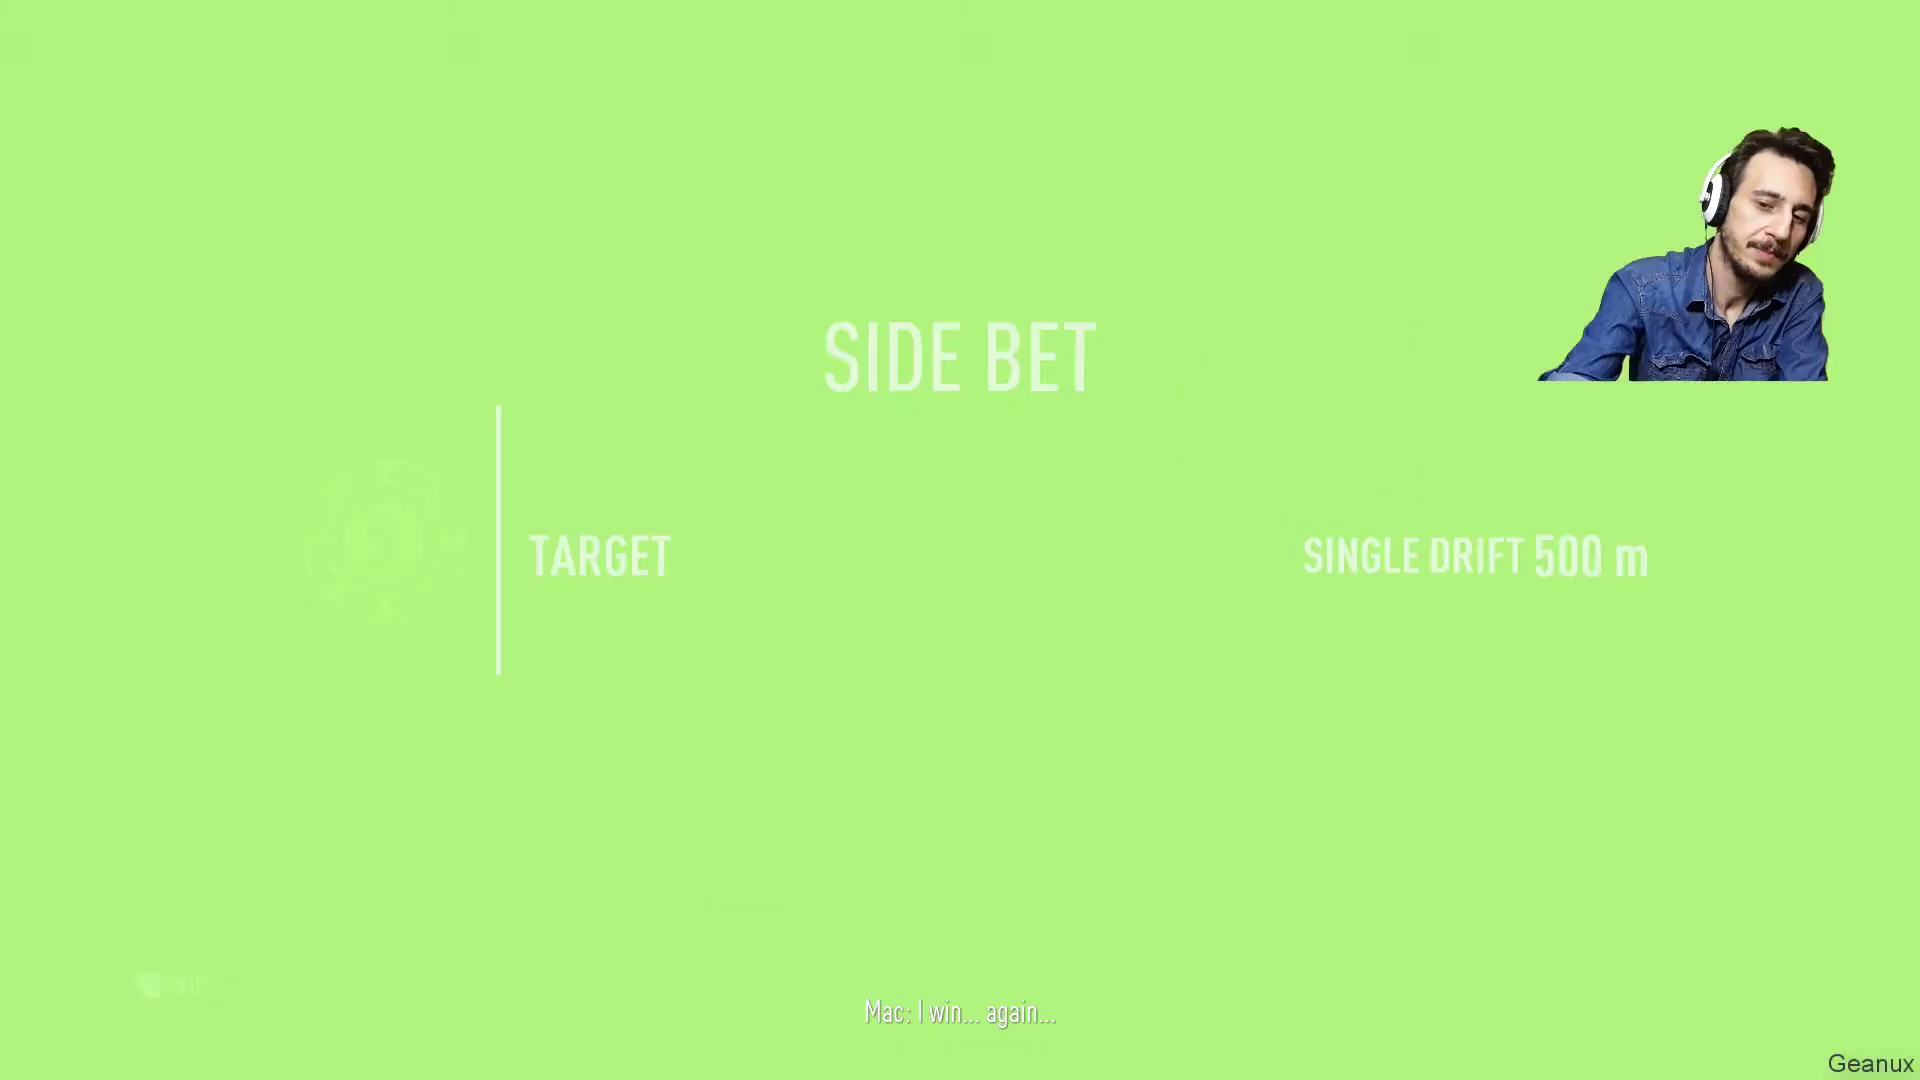 SIDE BET
TARGET
SINGLE DRIFT 500 m
Mac: I win... again...
Geanux